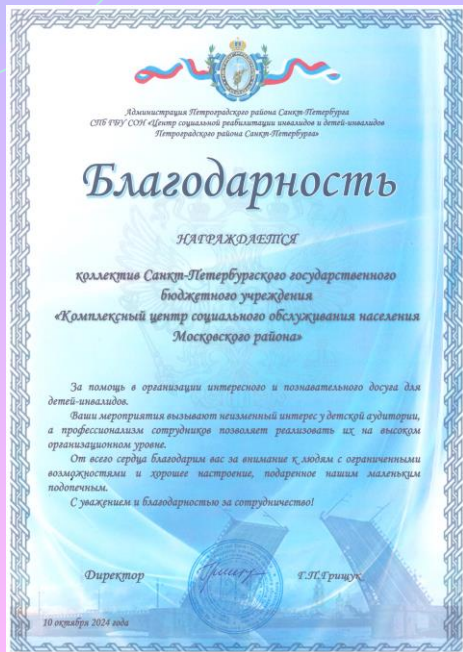 Администрация Петроградского района Санкт-Петербурга
СПб ГБУ СОН «Центр социальной реабилитации инвалидов и детей-инвалидов
Петроградского района Санкт-Петербурга»
Благодарность
НАГРАЖДАЕТСЯ
коллектив Санкт-Петербургского государственного
бюджетного учреждения
«Комплексный центр социального обслуживания населения
Московского района»
За помощь в организации интересного и познавательного досуга для
детей-инвалидов.
Ваши мероприятия вызывают неизменный интерес у детской аудитории,
а профессионализм сотрудников позволяет реализовать их на высоком
организационном уровне.
От всего сердца благодарим вас за внимание к людям с ограниченными
возможностями и хорошее настроение, подаренное нашим маленьким
подопечным.
С уважением и благодарностью за сотрудничество!
Директор Г.П.Грищук
10 октября 2024 года